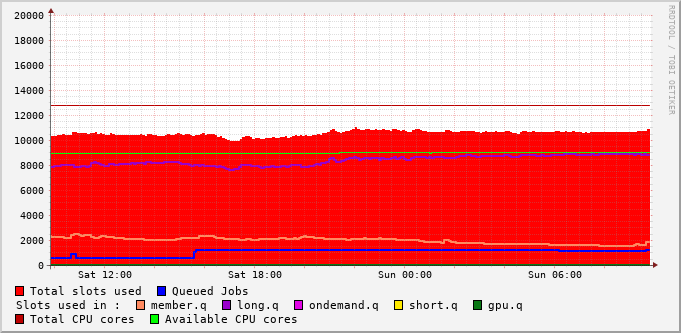 RRDTOOL / TOBI OETIKER
20000
18000
16000
14000
12000
10000
8000
6000
4000
2000
0
Sat 12:00 Sat 18:00 Sun 00:00 Sun 06:00
Total slots used Queued Jobs
Slots used in : member.q long.q ondemand.q short.q gpu.q
Total CPU cores Available CPU cores